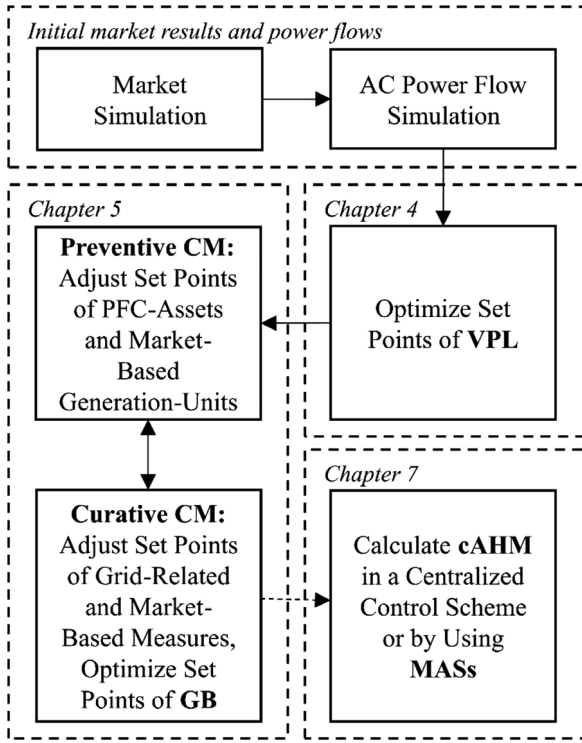 Initial market results and power flows
Market
Simulation
AC Power Flow
Simulation
Chapter 5
Preventive CM:
Adjust Set Points
of PFC-Assets
and Market-
Based
Generation-Units
Chapter 4
Optimize Set
Points of VPL
Curative CM:
Adjust Set Points
of Grid-Related
and Market-
Based Measures,
Optimize Set
Points of GB
Chapter 7
Calculate cAHM
in a Centralized
Control Scheme
or by Using
MASs